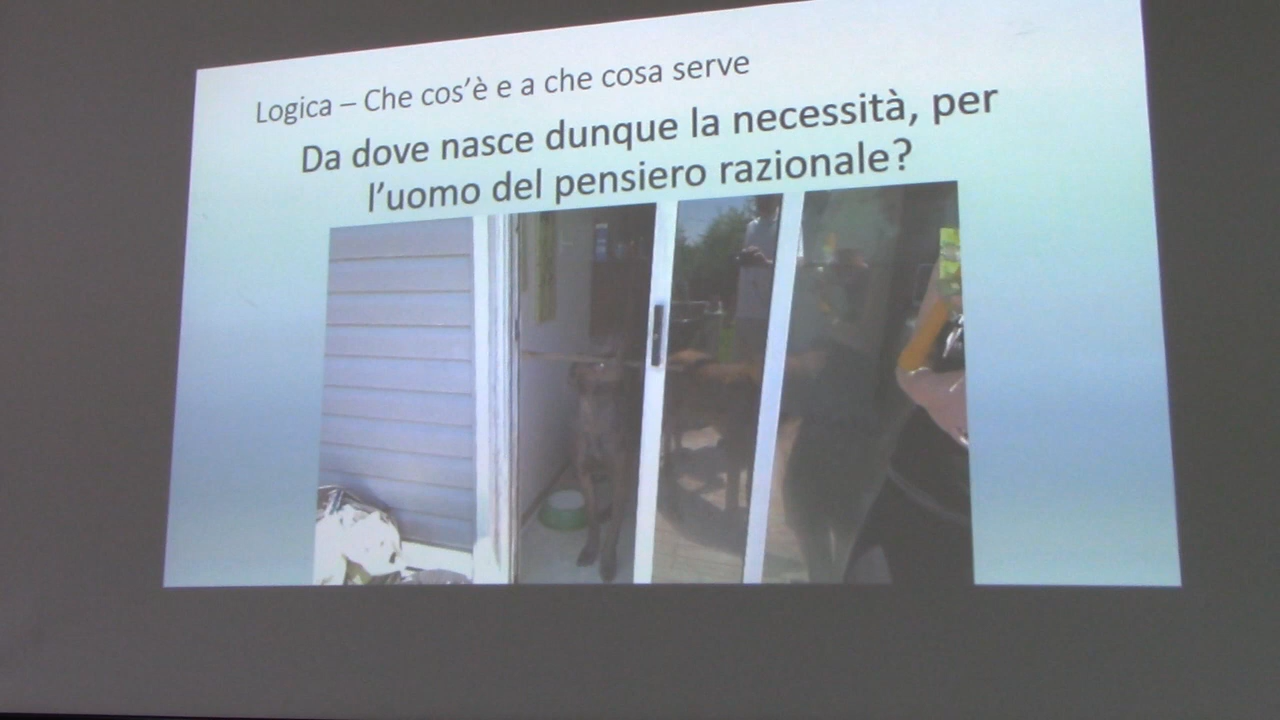 Logica – Che cos'è e a che cosa serve
Da dove nasce dunque la necessità, per
l'uomo del pensiero razionale?